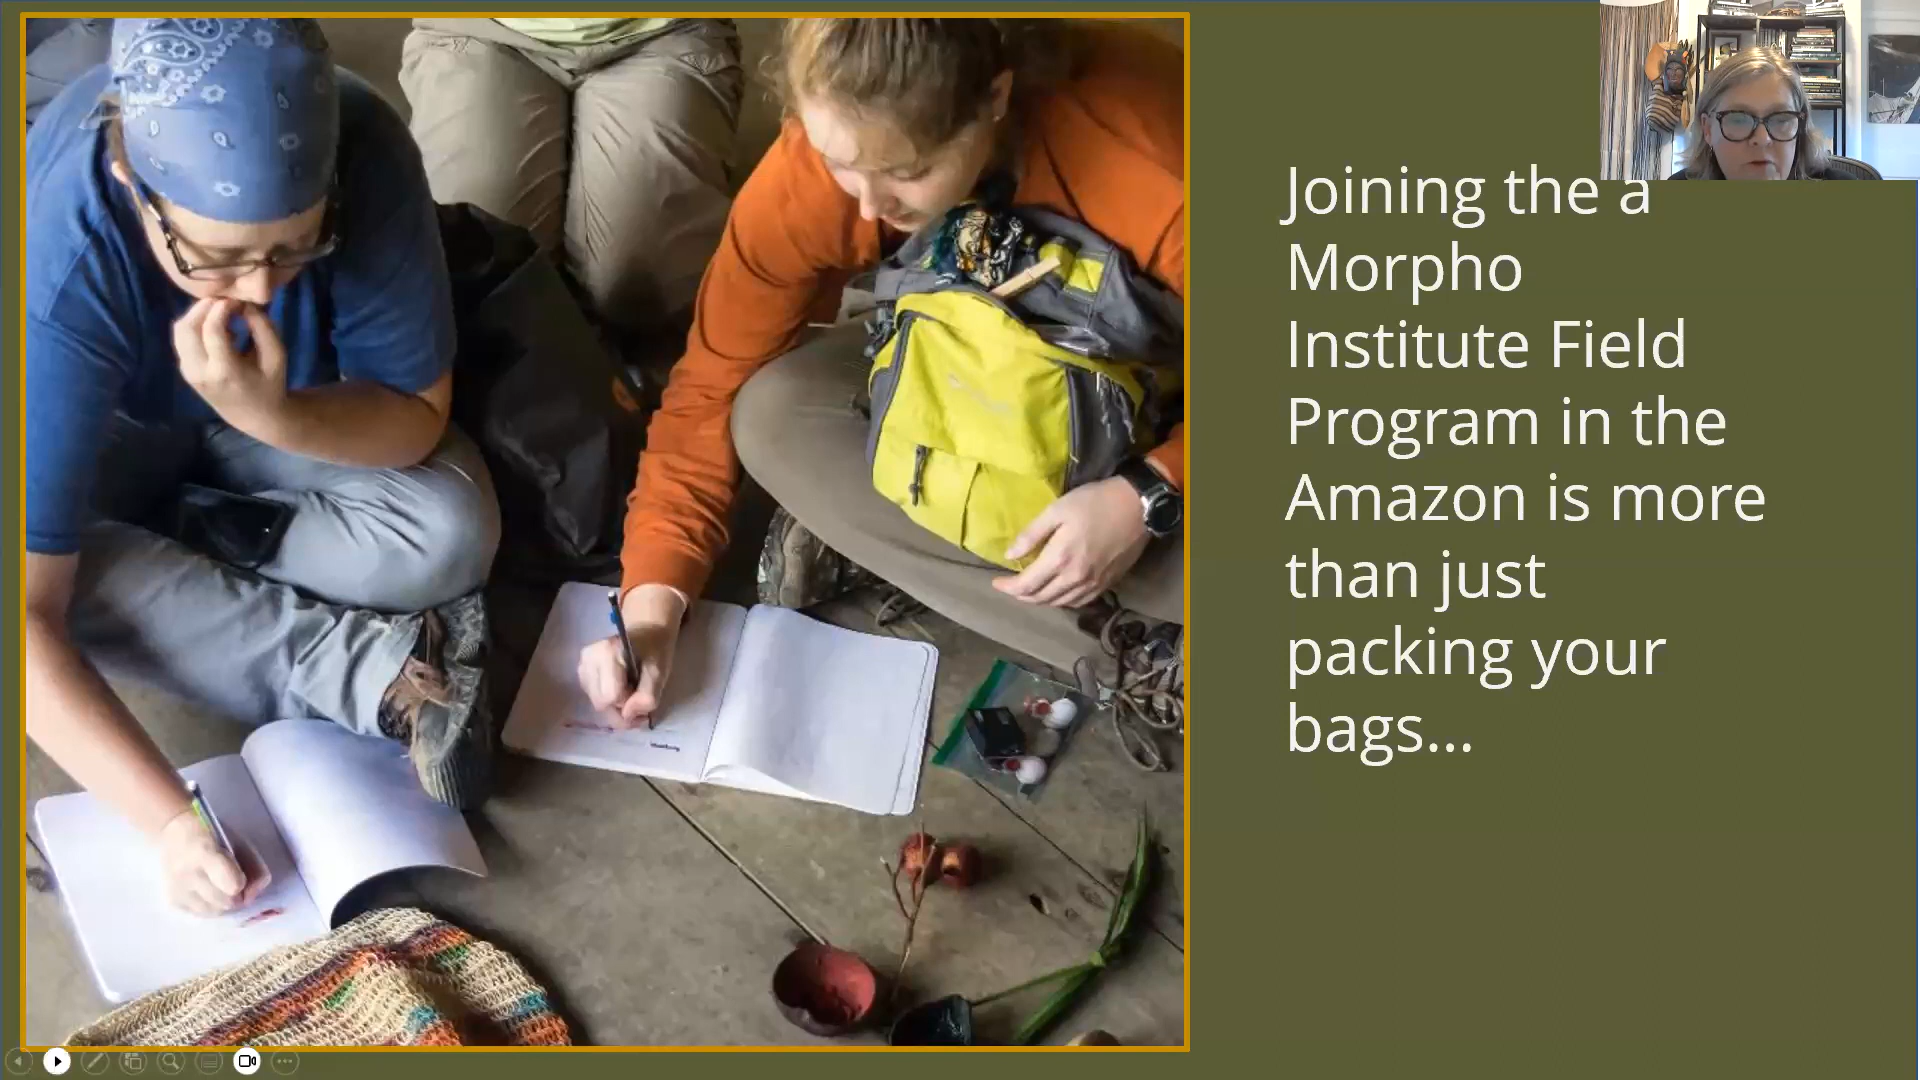 Joining the a
Morpho
Institute Field
Program in the
Amazon is more
than just
packing your
bags...